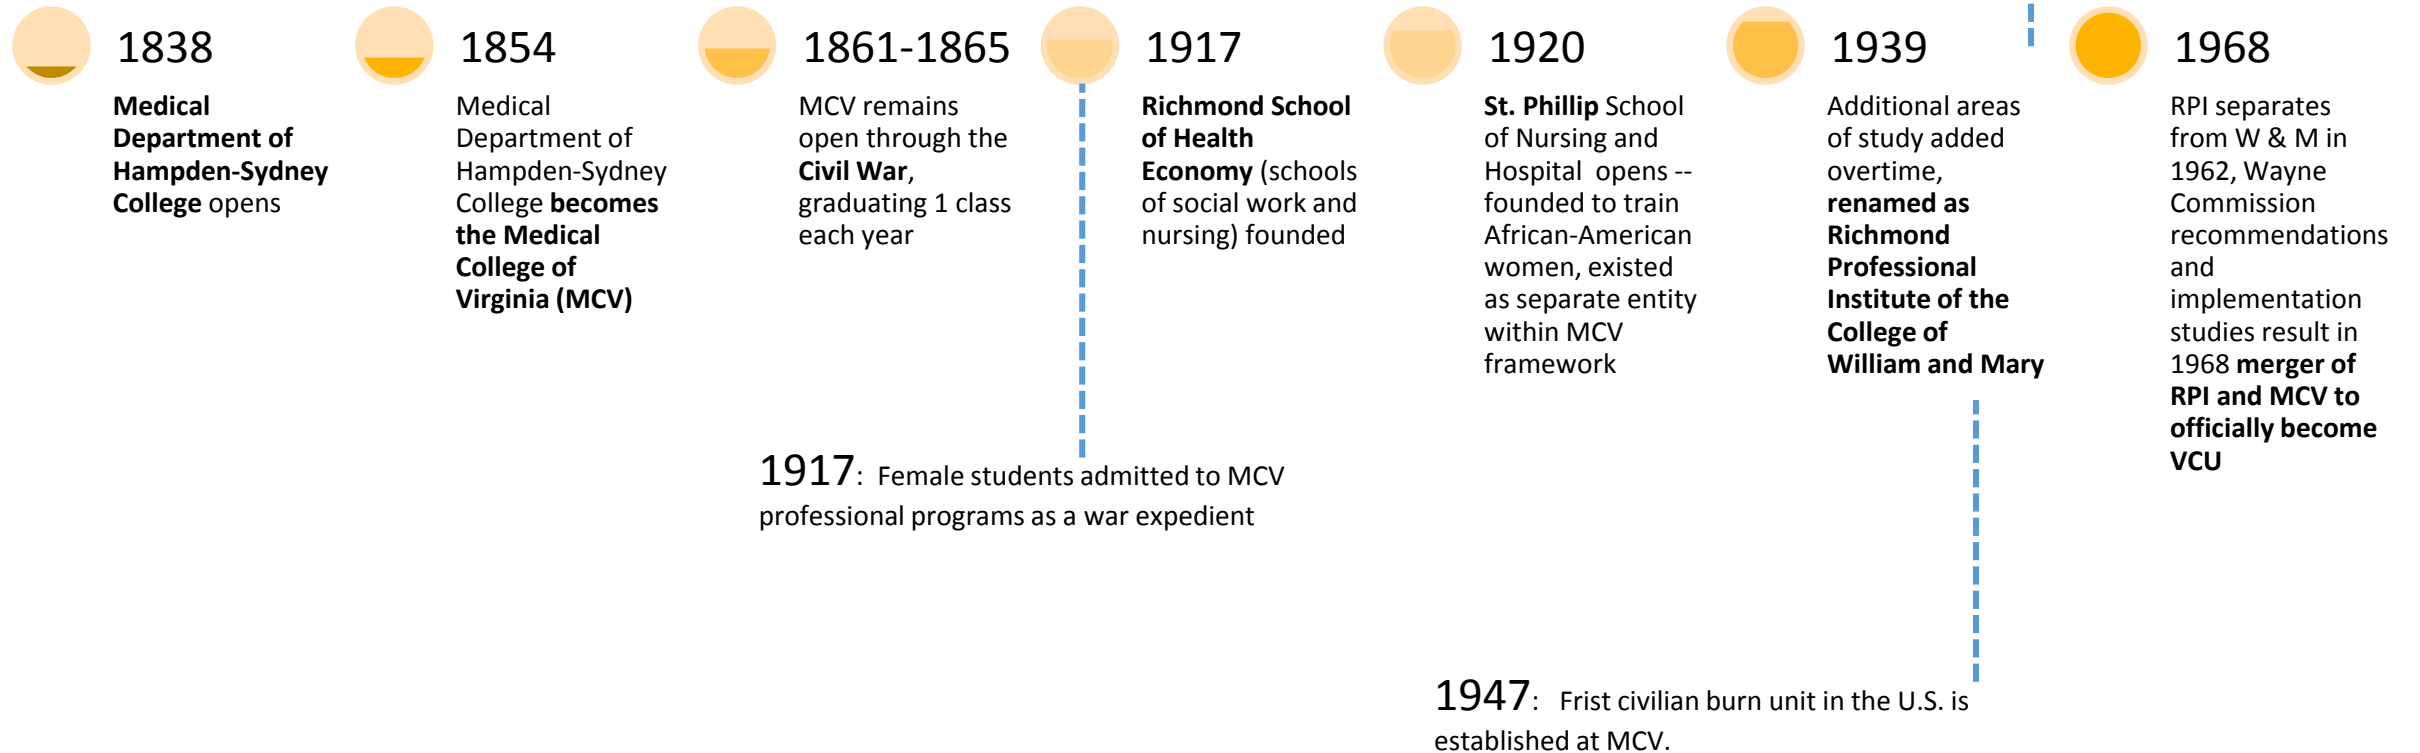 1838
Medical
Department of
Hampden-Sydney
College opens
1854
Medical
Department of
Hampden-Sydney
College becomes
the Medical
College of
Virginia (MCV)
1861-1865
MCV remains
open through the
Civil War,
graduating 1 class
each year
1917
Richmond School
of Health
Economy (schools
of social work and
nursing) founded
1920
St. Phillip School
of Nursing and
Hospital opens --
founded to train
African-American
women, existed
as separate entity
within MCV
framework
1939
Additional areas
of study added
overtime,
renamed as
Richmond
Professional
Institute of the
College of
William and Mary
1968
RPI separates
from W & M in
1962, Wayne
Commission
recommendations
and
implementation
studies result in
1968 merger of
RPI and MCV to
officially become
VCU
1917: Female students admitted to MCV
professional programs as a war expedient
1947: Frist civilian burn unit in the U.S. is
established at MCV.